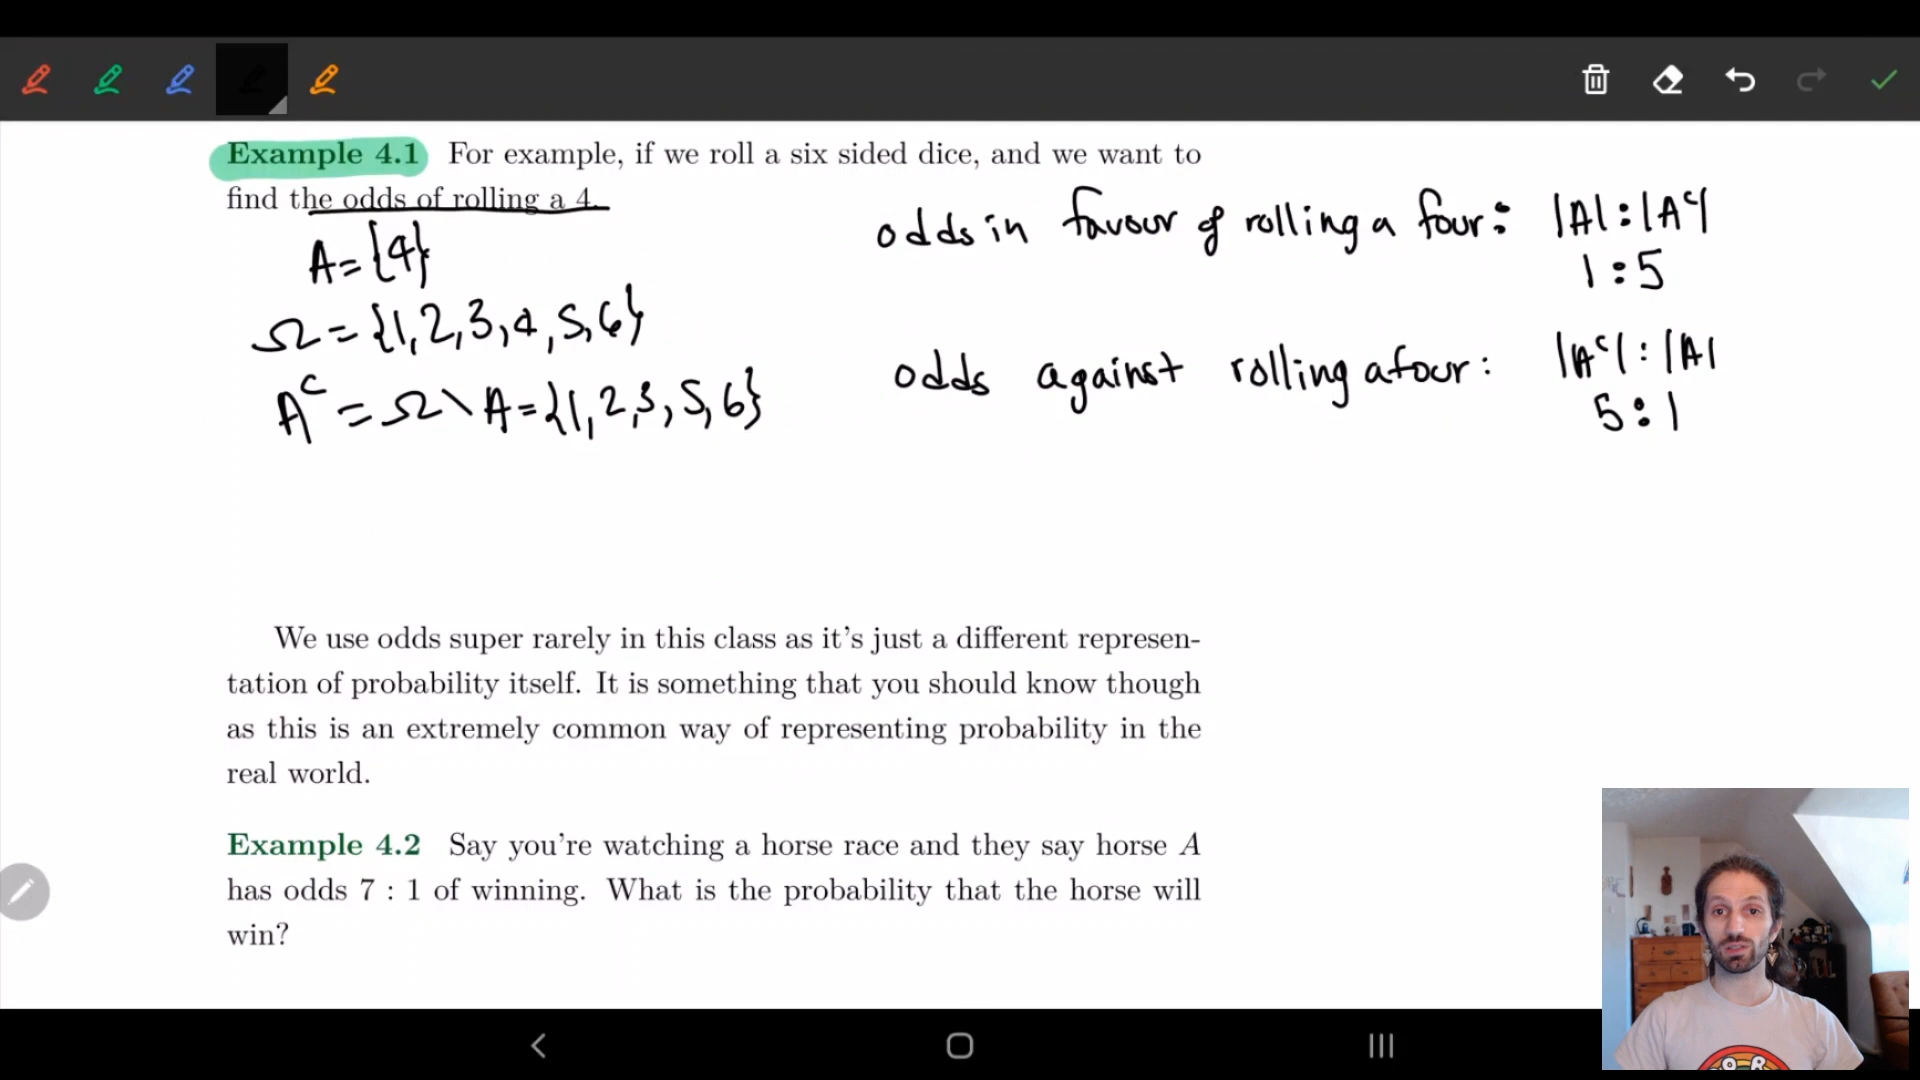 Example 4.1 For example, if we roll a six sided dice, and we want to
find the odds of rolling a 4.
A = {4}
Ω = {1, 2, 3, 4, 5, 6}
Aᶜ = Ω \ A = {1, 2, 3, 5, 6}
odds in favour of rolling a four: |A| : |Aᶜ|
1 : 5
odds against rolling a four: |Aᶜ| : |A|
5 : 1
We use odds super rarely in this class as it's just a different represen-
tation of probability itself. It is something that you should know though
as this is an extremely common way of representing probability in the
real world.
Example 4.2 Say you're watching a horse race and they say horse A
has odds 7 : 1 of winning. What is the probability that the horse will
win?